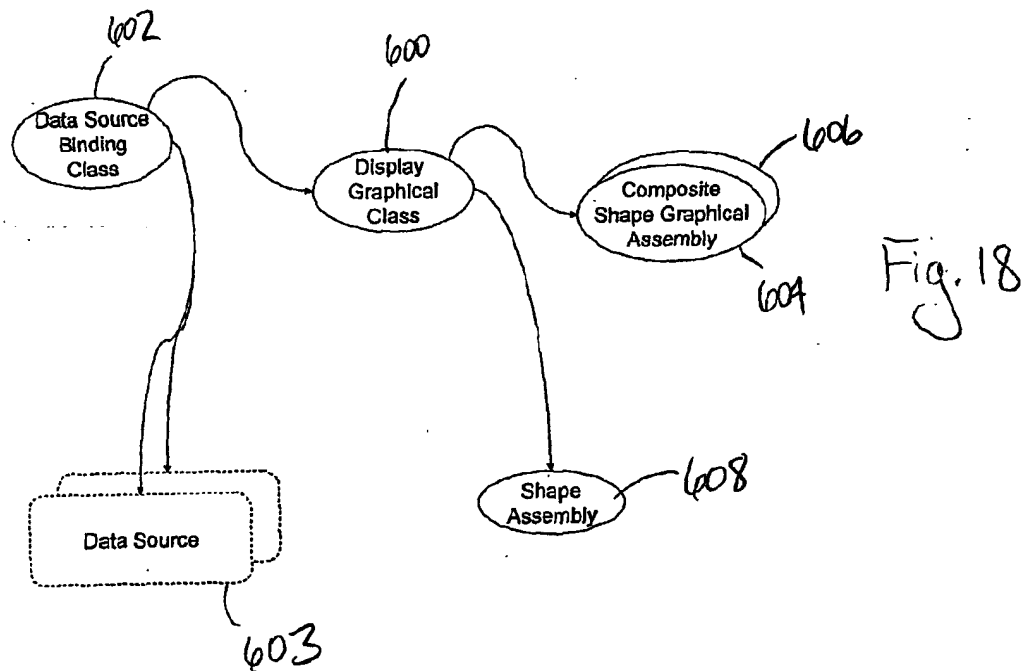 602
600
Data Source
Binding
Class
Display
Graphical
Class
606
Composite
Shape Graphical
Assembly
604
Fig. 18
Shape
Assembly
608
Data Source
603